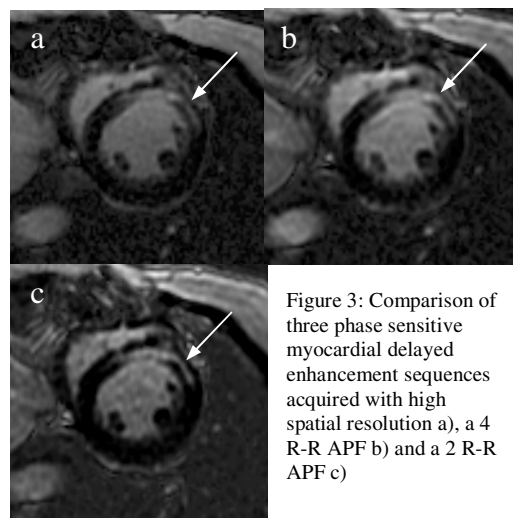 a
b
c
Figure 3: Comparison of
three phase sensitive
myocardial delayed
enhancement sequences
acquired with high
spatial resolution a), a 4
R-R APF b) and a 2 R-R
APF c)